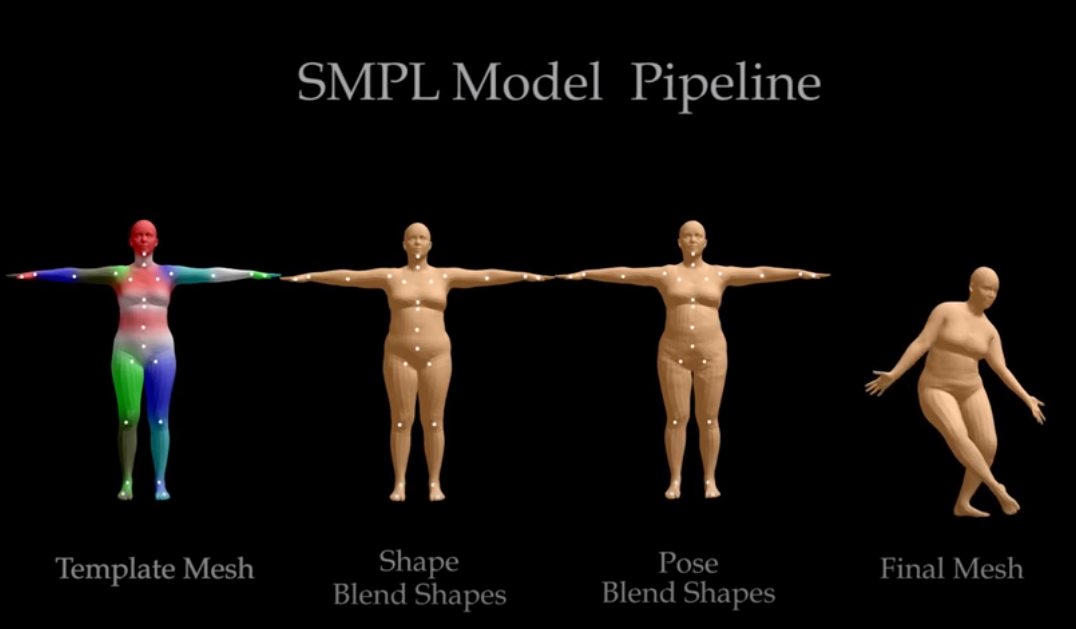 SMPL Model Pipeline
Template Mesh
Shape
Blend Shapes
Pose
Blend Shapes
Final Mesh